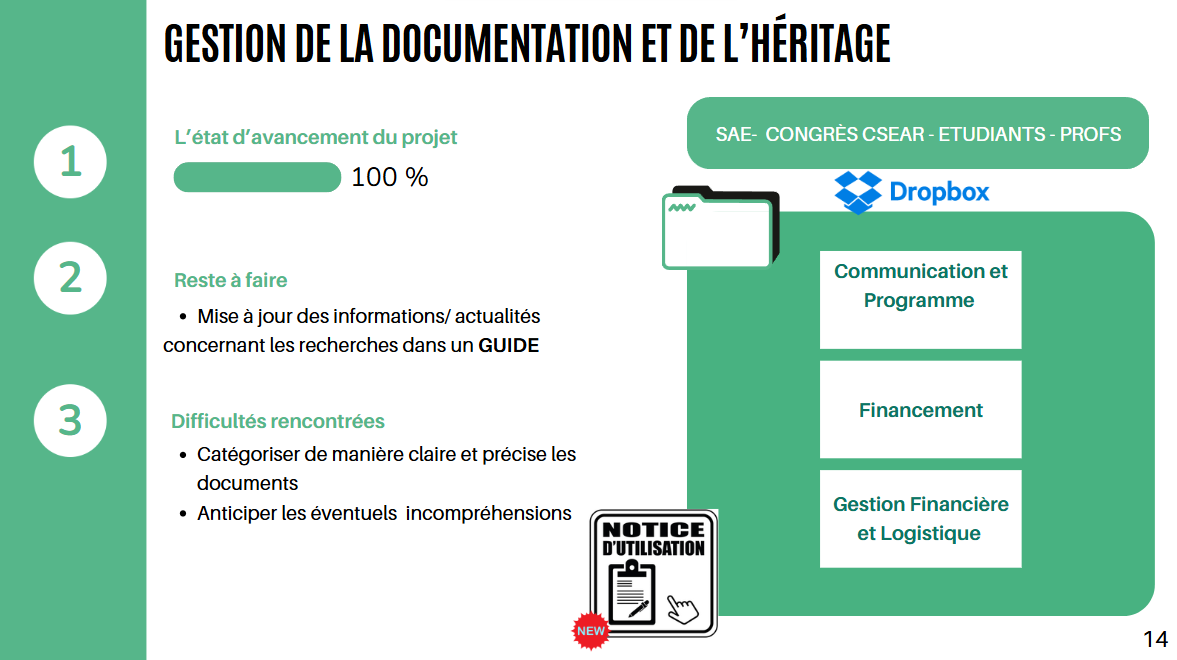 GESTION DE LA DOCUMENTATION ET DE L'HÉRITAGE
1
L'état d'avancement du projet
100 %
2
Reste à faire
• Mise à jour des informations/ actualités
concernant les recherches dans un GUIDE
3
Difficultés rencontrées
• Catégoriser de manière claire et précise les
documents
• Anticiper les éventuels incompréhensions
SAE- CONGRÈS CSEAR - ETUDIANTS - PROFS
Dropbox
Communication et
Programme
Financement
Gestion Financière
et Logistique
NOTICE
D'UTILISATION
NEW
14